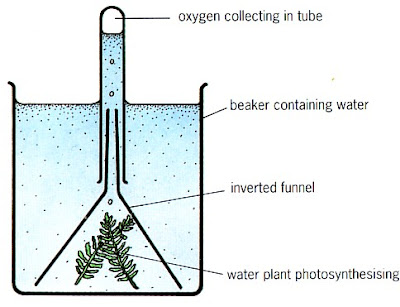 oxygen collecting in tube
beaker containing water
inverted funnel
water plant photosynthesising